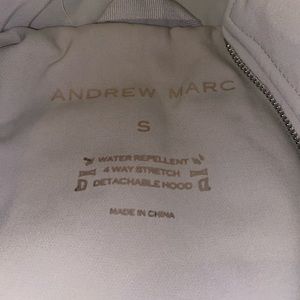 ANDREW MARC
S
WATER REPELLENT
4 WAY STRETCH
DETACHABLE HOOD
MADE IN CHINA